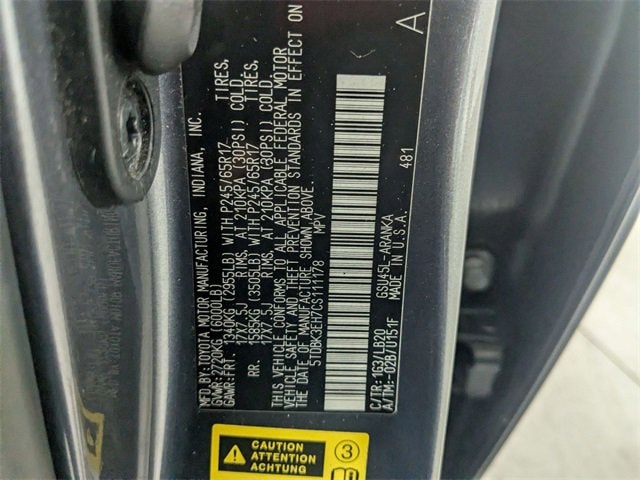 MFD.BY:TOYOTA MOTOR MANUFACTURING, INDIANA, INC.
GVWR:2720KG(6000LB)
GAWR:FRT. 1340KG (2955LB) WITH P245/65R17 TIRES,
17X7.5J RIMS, AT 210KPA (30PSI) COLD.
RR. 1585KG (3505LB) WITH P245/65R17 TIRES,
17X7.5J RIMS, AT 210KPA (30PSI) COLD.
THIS VEHICLE CONFORMS TO ALL APPLICABLE FEDERAL MOTOR
VEHICLE SAFETY AND THEFT PREVENTION STANDARDS IN EFFECT ON
THE DATE OF MANUFACTURE SHOWN ABOVE.
5TDBK3EH7GS111178 MPV
A
C/TR:1G3/LB20 GSU45L-ARANKA 481
A/TM:-02B/U151F MADE IN U.S.A.
CAUTION
ATTENTION
ACHTUNG
3